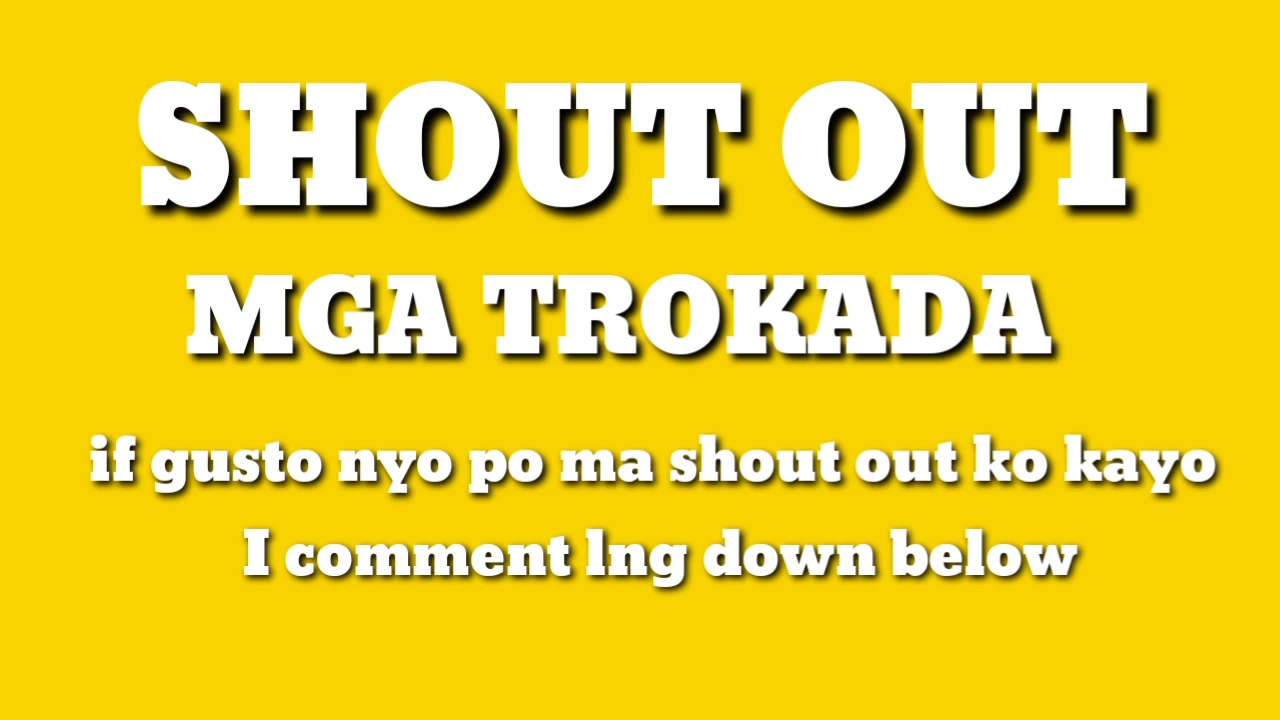 SHOUT OUT
MGA TROKADA
if gusto nyo po ma shout out ko kayo
I comment lng down below